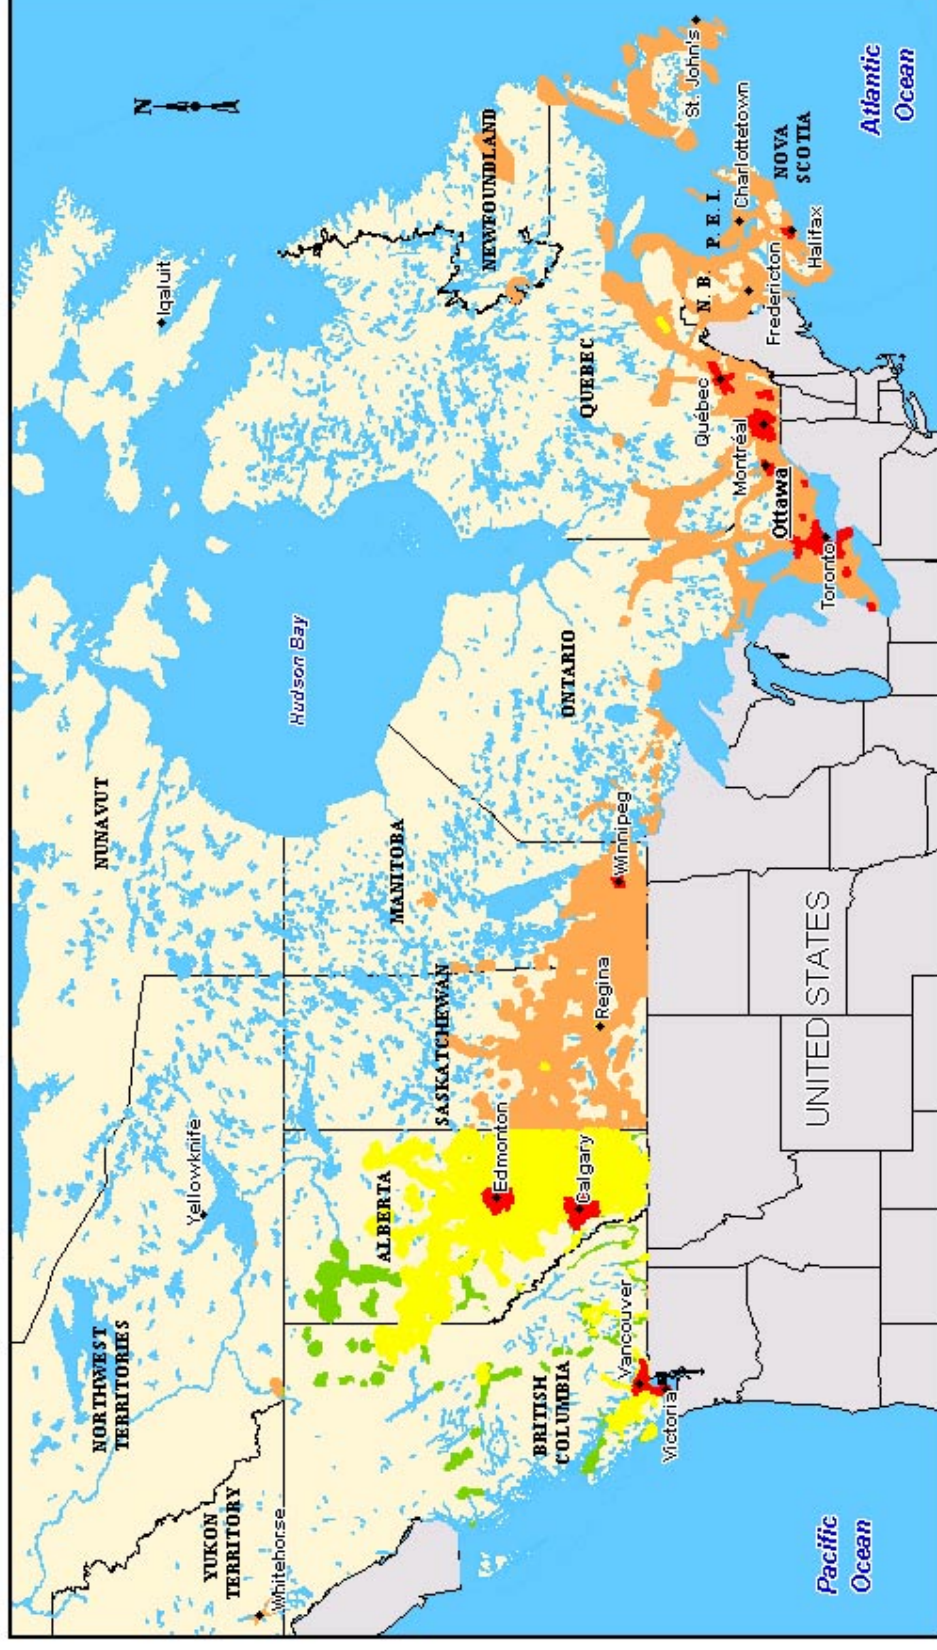 N
Iqaluit
NUNAVUT
Yellowknife
NORTHWEST
TERRITORIES
YUKON
TERRITORY
Whitehorse
Hudson Bay
NEWFOUNDLAND
QUEBEC
ONTARIO
MANITOBA
SASKATCHEWAN
ALBERTA
BRITISH
COLUMBIA
Edmonton
Calgary
Vancouver
Victoria
Regina
Winnipeg
Toronto
Ottawa
Montréal
Québec
N. B.
P. E. I.
Fredericton
Charlottetown
St. John's
Halifax
NOVA
SCOTIA
UNITED STATES
Pacific
Ocean
Atlantic
Ocean